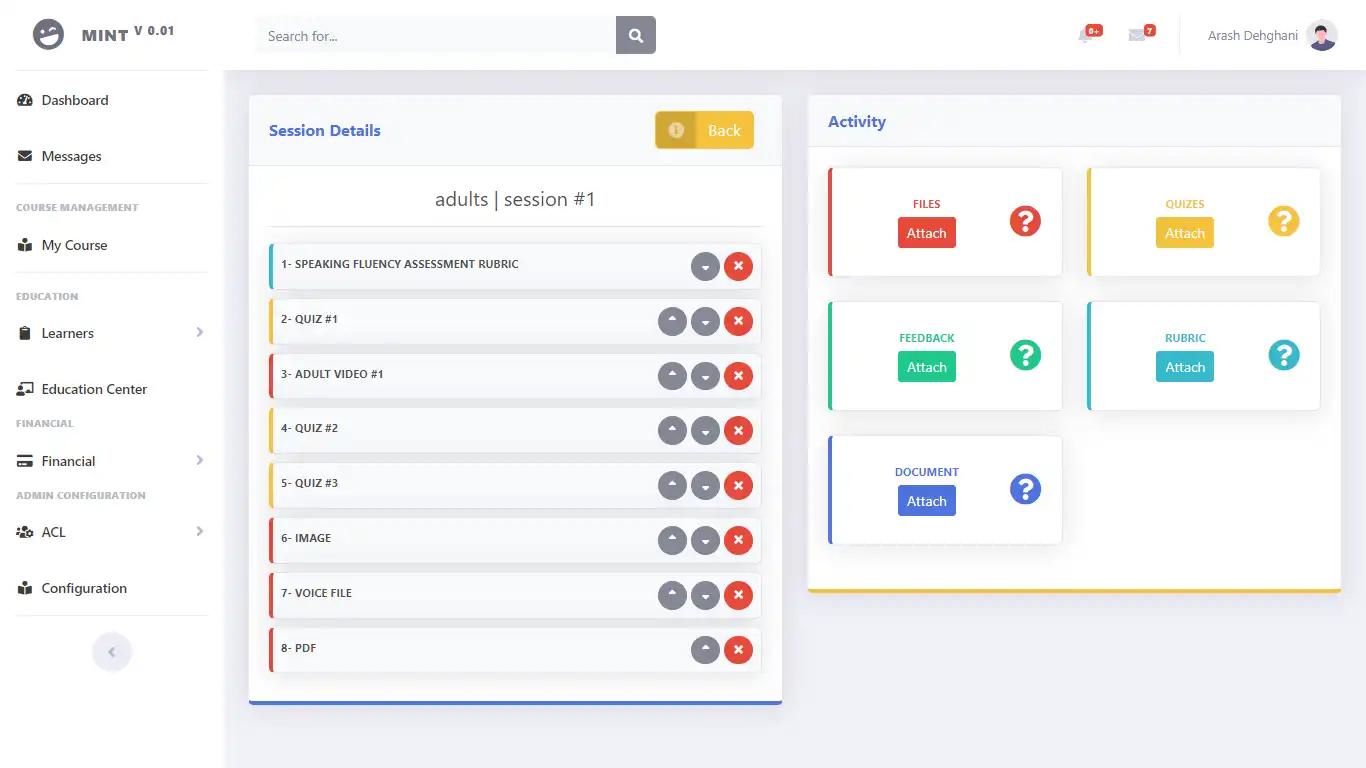 MINT V 0.01
Search for...
0+
7
Arash Dehghani
Dashboard
Messages
COURSE MANAGEMENT
My Course
EDUCATION
Learners
Education Center
FINANCIAL
Financial
ADMIN CONFIGURATION
ACL
Configuration
Session Details
Back
adults | session #1
1- SPEAKING FLUENCY ASSESSMENT RUBRIC
2- QUIZ #1
3- ADULT VIDEO #1
4- QUIZ #2
5- QUIZ #3
6- IMAGE
7- VOICE FILE
8- PDF
Activity
FILES
Attach
QUIZES
Attach
FEEDBACK
Attach
RUBRIC
Attach
DOCUMENT
Attach